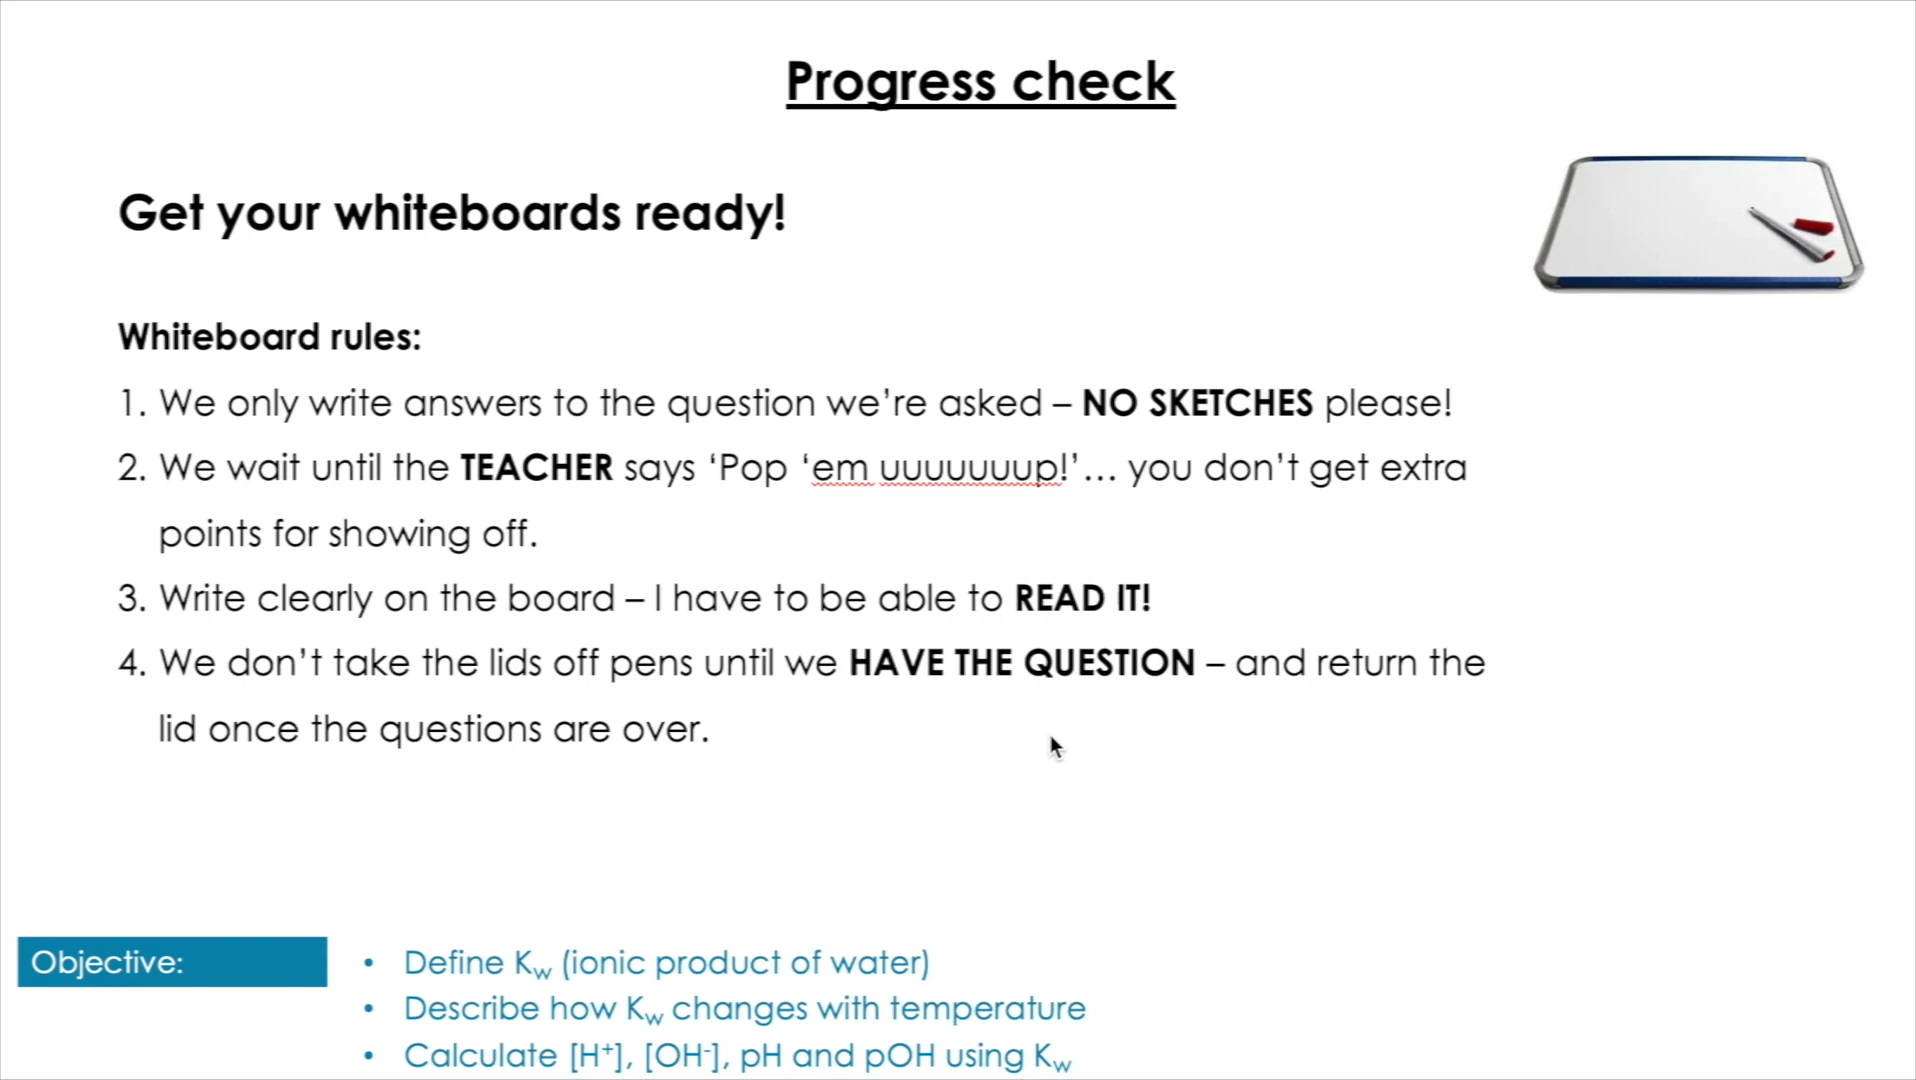 Progress check
Get your whiteboards ready!
Whiteboard rules:
1. We only write answers to the question we’re asked – NO SKETCHES please!
2. We wait until the TEACHER says ‘Pop ‘em uuuuuuup!’… you don’t get extra
points for showing off.
3. Write clearly on the board – I have to be able to READ IT!
4. We don’t take the lids off pens until we HAVE THE QUESTION – and return the
lid once the questions are over.
Objective:
• Define Kw (ionic product of water)
• Describe how Kw changes with temperature
• Calculate [H⁺], [OH⁻], pH and pOH using Kw